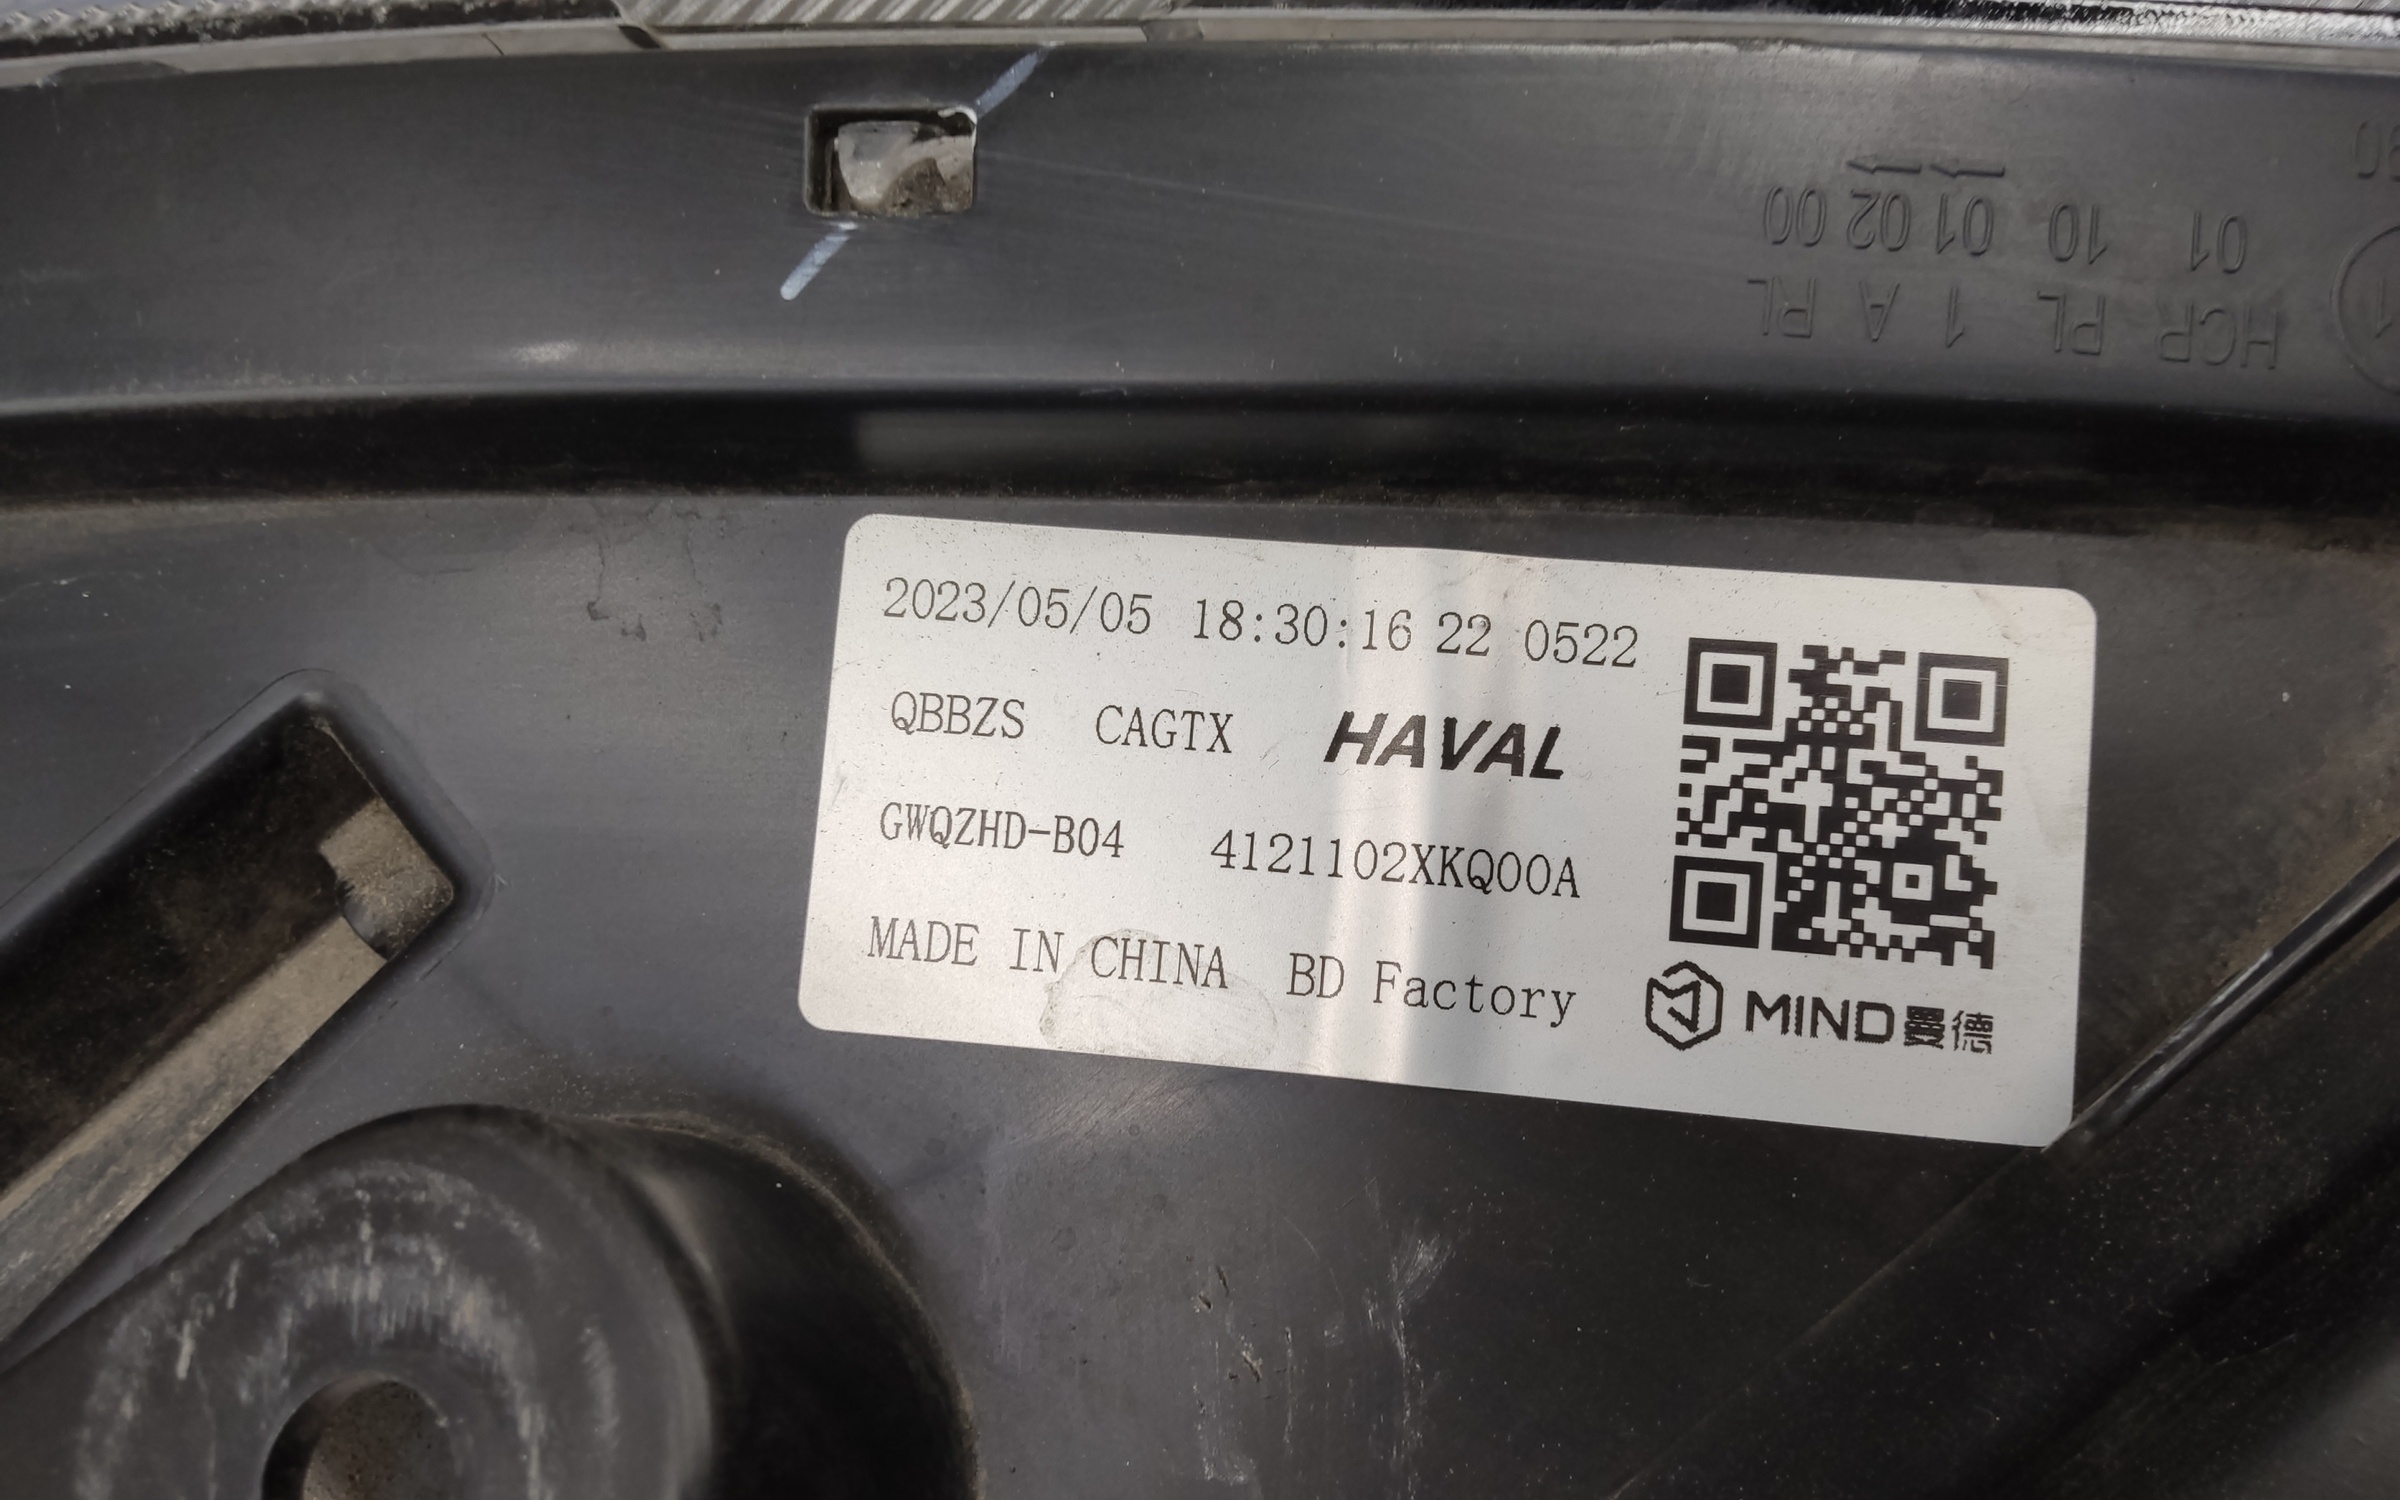 HCR PL 1 A RL
01 10 01 02 00
2023/05/05 18:30:16 22 0522
QBBZS CAGTX HAVAL
GWQZHD-B04 4121102XKQ00A
MADE IN CHINA BD Factory
MIND曼德